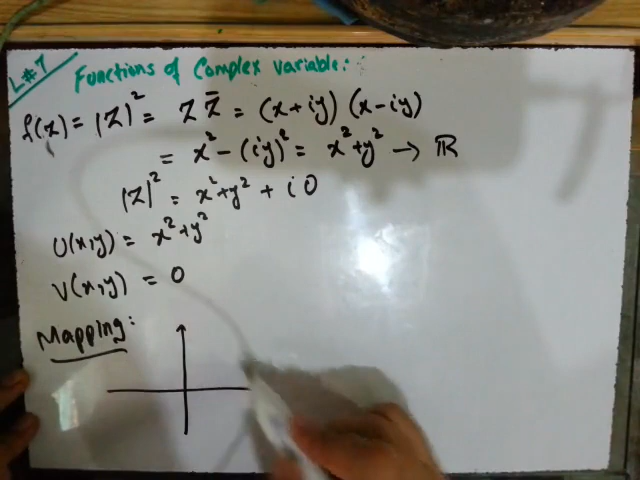 L#7
Functions of Complex variable:
f(z) = |Z|² = Z Z̄ = (x+iy) (x-iy)
= x² - (iy)² = x²+y² → ℝ
|Z|² = x²+y² + i0
U(x,y) = x²+y²
V(x,y) = 0
Mapping: